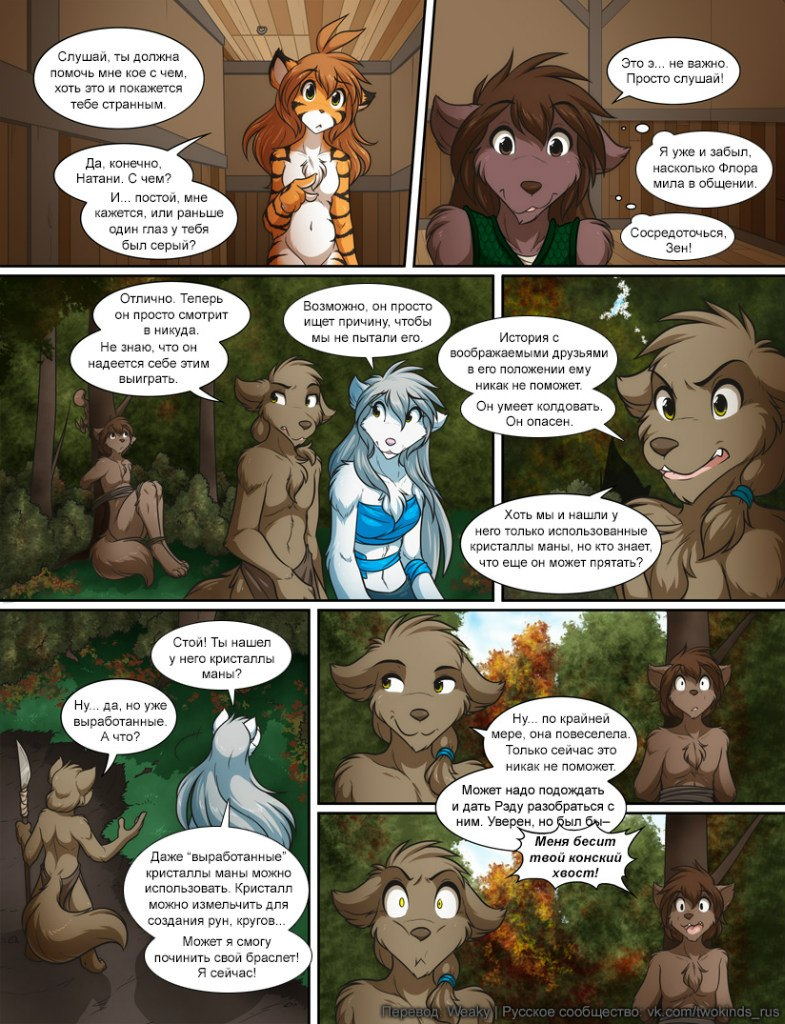 Слушай, ты должна
помочь мне кое с чем,
хоть это и покажется
тебе странным.
Да, конечно,
Натани. С чем?
И... постой, мне
кажется, или раньше
один глаз у тебя
был серый?
Это э... не важно.
Просто слушай!
Я уже и забыл,
насколько Флора
мила в общении.
Сосредоточься,
Зен!
Отлично. Теперь
он просто смотрит
в никуда.
Не знаю, что он
надеется себе этим
выиграть.
Возможно, он просто
ищет причину, чтобы
мы не пытали его.
История с
воображаемыми друзьями
в его положении ему
никак не поможет.
Он умеет колдовать.
Он опасен.
Хоть мы и нашли у
него только использованные
кристаллы маны, но кто знает,
что еще он может прятать?
Стой! Ты нашел
у него кристаллы
маны?
Ну... да, но уже
выработанные.
А что?
Даже “выработанные”
кристаллы маны можно
использовать. Кристалл
можно измельчить для
создания рун, кругов...
Может я смогу
починить свой браслет!
Я сейчас!
Ну... по крайней
мере, она повеселела.
Только сейчас это
никак не поможет.
Может надо подождать
и дать Рэду разобраться с
ним. Уверен, но был бы–
Меня бесит
твой конский
хвост!
Перевод: Weaky | Русское сообщество: vk.com/twokinds_rus